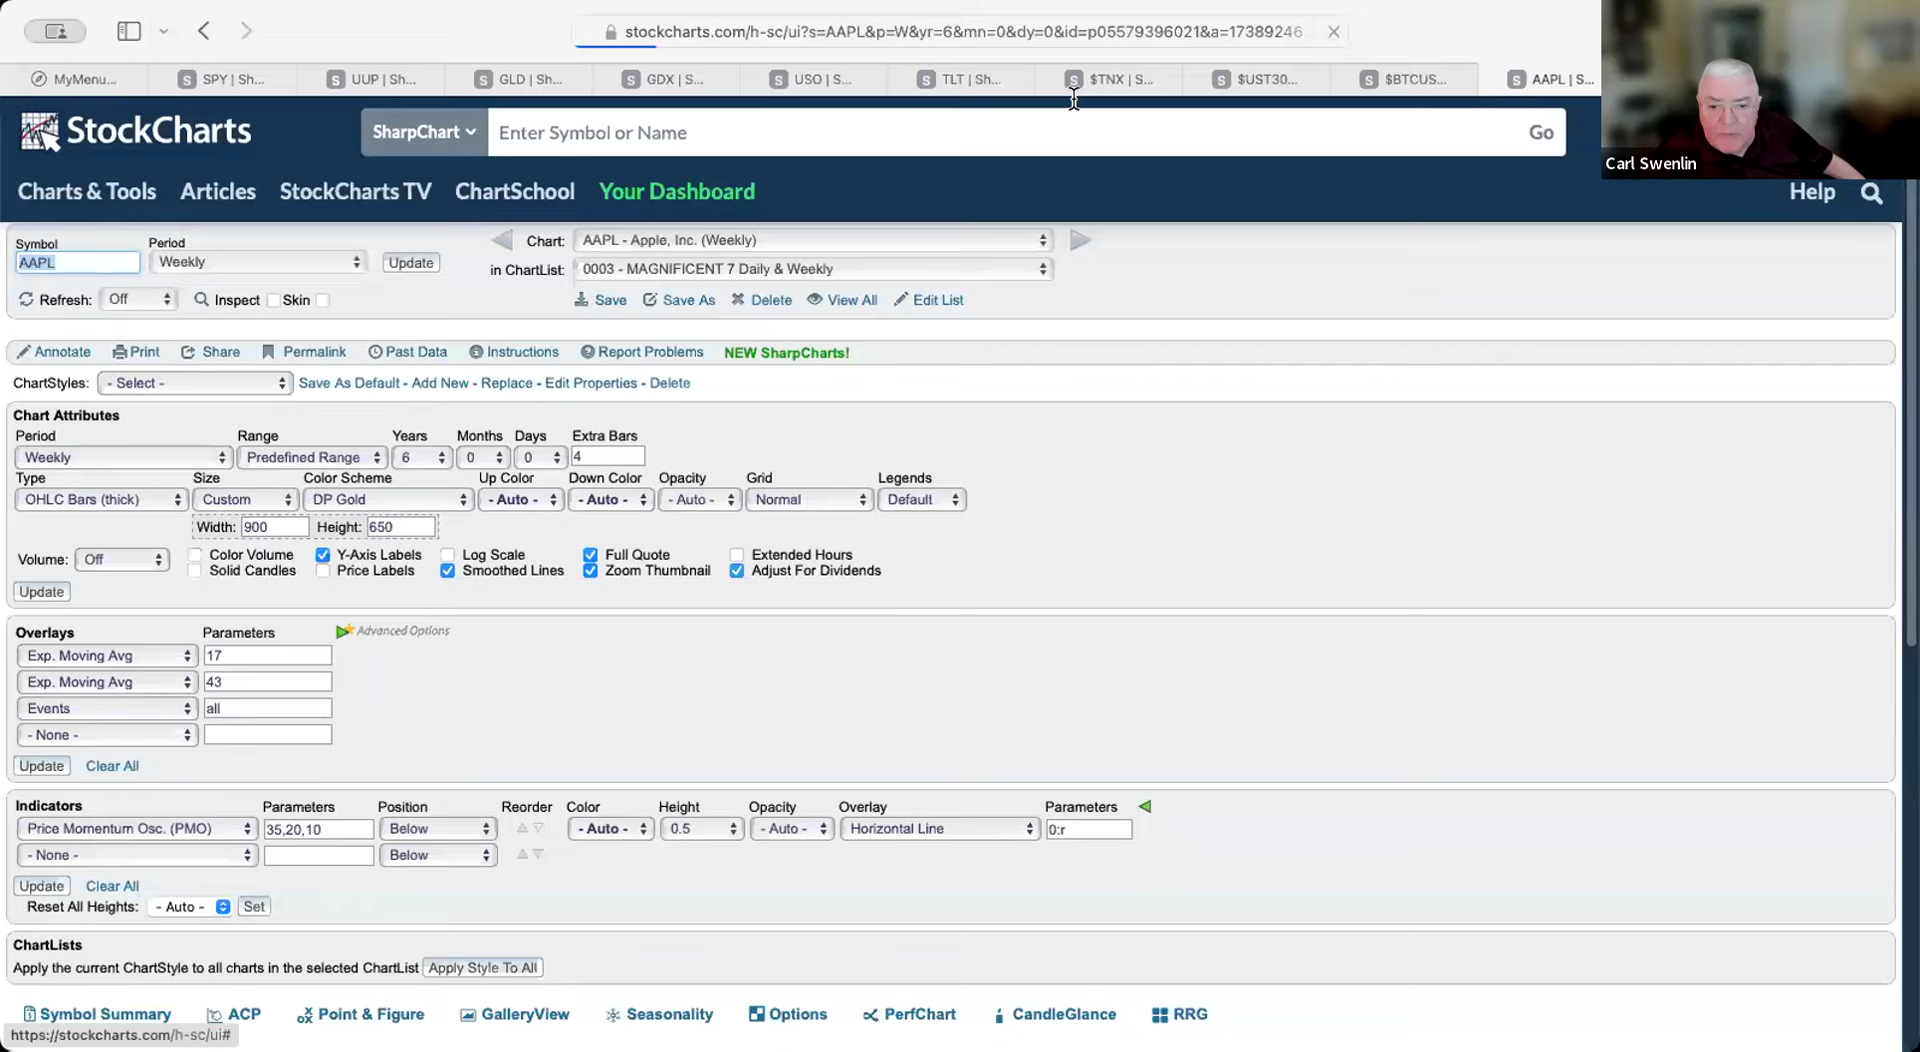 stockcharts.com/h-sc/ui?s=AAPL&p=W&yr=6&mn=0&dy=0&id=p05579396021&a=17389246
MyMenu... SPY | Sh... UUP | Sh... GLD | Sh... GDX | S... USO | S... TLT | Sh... $TNX | S... $UST30... $BTCUS... AAPL | S...
StockCharts SharpChart Enter Symbol or Name Go
Carl Swenlin
Charts & Tools Articles StockCharts TV ChartSchool Your Dashboard Help
Symbol Period Chart: AAPL - Apple, Inc. (Weekly)
AAPL Weekly Update in ChartList: 0003 - MAGNIFICENT 7 Daily & Weekly
Refresh: Off Inspect Skin Save Save As Delete View All Edit List
Annotate Print Share Permalink Past Data Instructions Report Problems NEW SharpCharts!
ChartStyles: - Select - Save As Default - Add New - Replace - Edit Properties - Delete
Chart Attributes
Period Range Years Months Days Extra Bars
Weekly Predefined Range 6 0 0 4
Type Size Color Scheme Up Color Down Color Opacity Grid Legends
OHLC Bars (thick) Custom DP Gold - Auto - - Auto - - Auto - Normal Default
Width: 900 Height: 650
Volume: Off Color Volume Y-Axis Labels Log Scale Full Quote Extended Hours
Solid Candles Price Labels Smoothed Lines Zoom Thumbnail Adjust For Dividends
Update
Overlays Parameters Advanced Options
Exp. Moving Avg 17
Exp. Moving Avg 43
Events all
- None -
Update Clear All
Indicators Parameters Position Reorder Color Height Opacity Overlay Parameters
Price Momentum Osc. (PMO) 35,20,10 Below - Auto - 0.5 - Auto - Horizontal Line 0:r
- None - Below
Update Clear All
Reset All Heights: - Auto - Set
ChartLists
Apply the current ChartStyle to all charts in the selected ChartList Apply Style To All
Symbol Summary ACP Point & Figure GalleryView Seasonality Options PerfChart CandleGlance RRG
https://stockcharts.com/h-sc/ui#